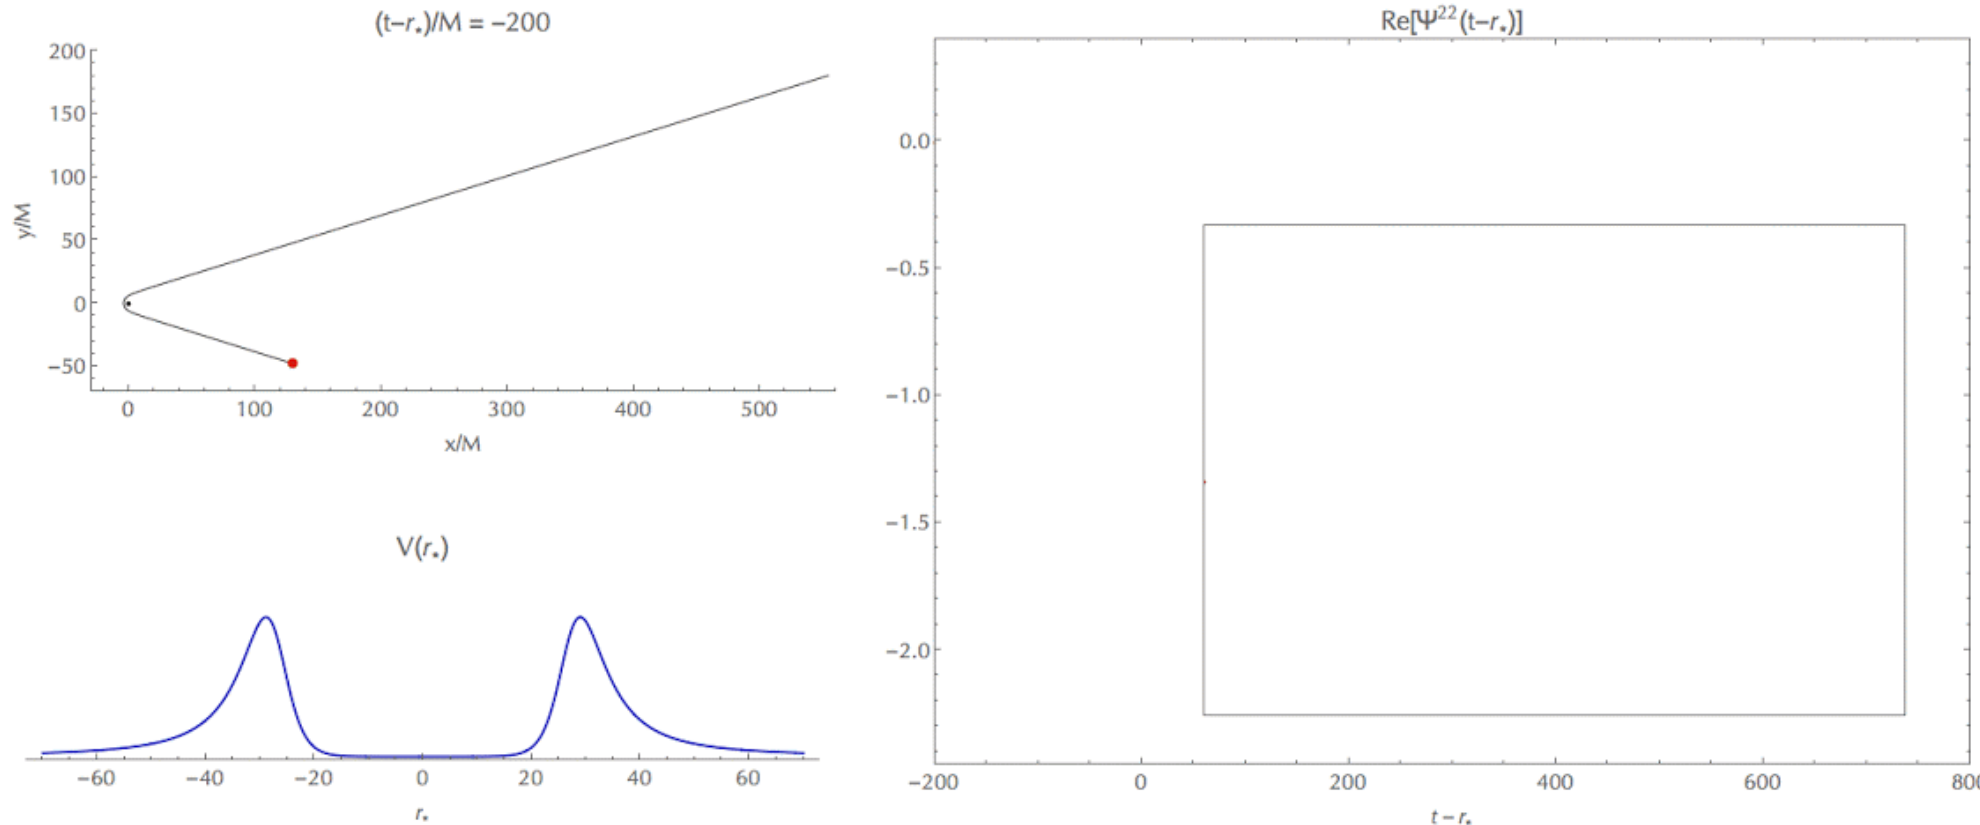 (t−r*)/M = −200
200
150
100
50
0
−50
y/M
0 100 200 300 400 500
x/M
V(r*)
−60 −40 −20 0 20 40 60
r*
Re[Ψ²²(t−r*)]
0.0
−0.5
−1.0
−1.5
−2.0
−200 0 200 400 600 800
t − r*